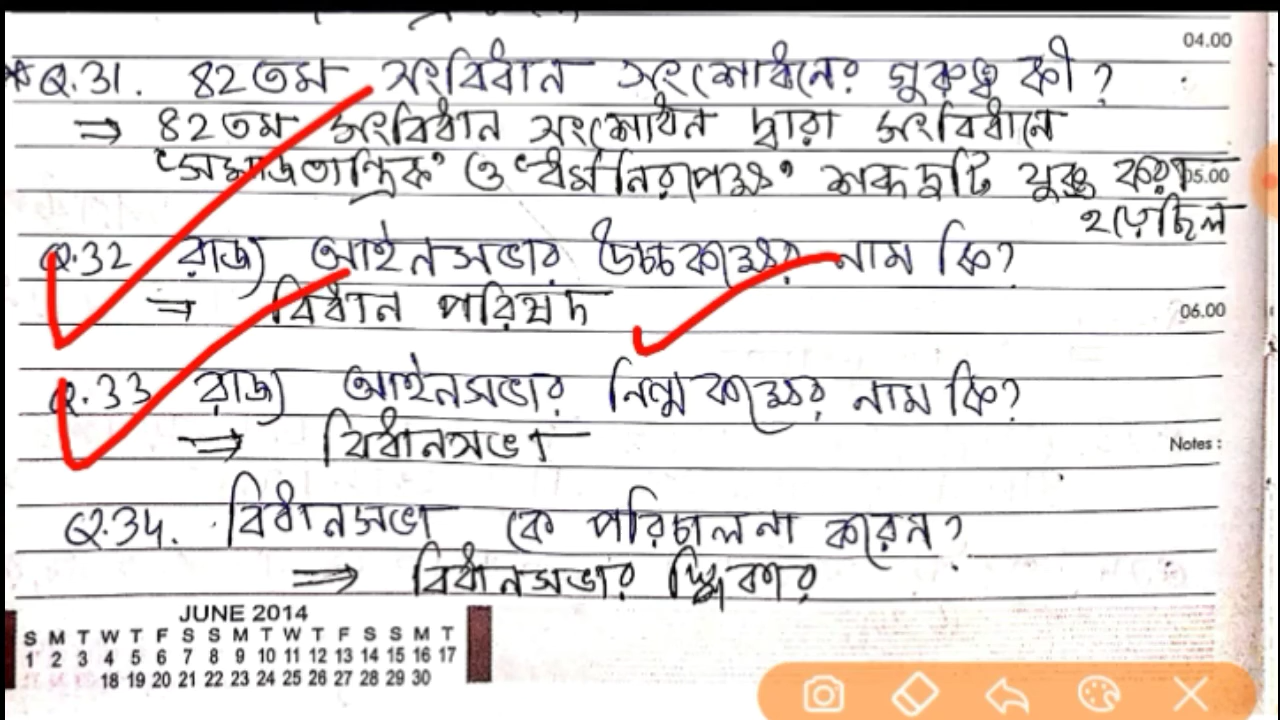 04.00
*Q.31. 42তম সংবিধান সংশোধনের গুরুত্ব কী?
⇒ 42তম সংবিধান সংশোধন দ্বারা সংবিধানে
“সমাজতান্ত্রিক” ও “ধর্মনিরপেক্ষ” শব্দ দুটি যুক্ত করা 05.00
হয়েছিল
Q.32 রাজ্য আইনসভার উচ্চকক্ষের নাম কি?
⇒ বিধান পরিষদ 06.00
Q.33 রাজ্য আইনসভার নিম্নকক্ষের নাম কি?
⇒ বিধানসভা Notes :
Q.34. বিধানসভা কে পরিচালনা করেন?
⇒ বিধানসভার স্পিকার
JUNE 2014
S M T W T F S S M T W T F S S M T
1 2 3 4 5 6 7 8 9 10 11 12 13 14 15 16 17
18 19 20 21 22 23 24 25 26 27 28 29 30